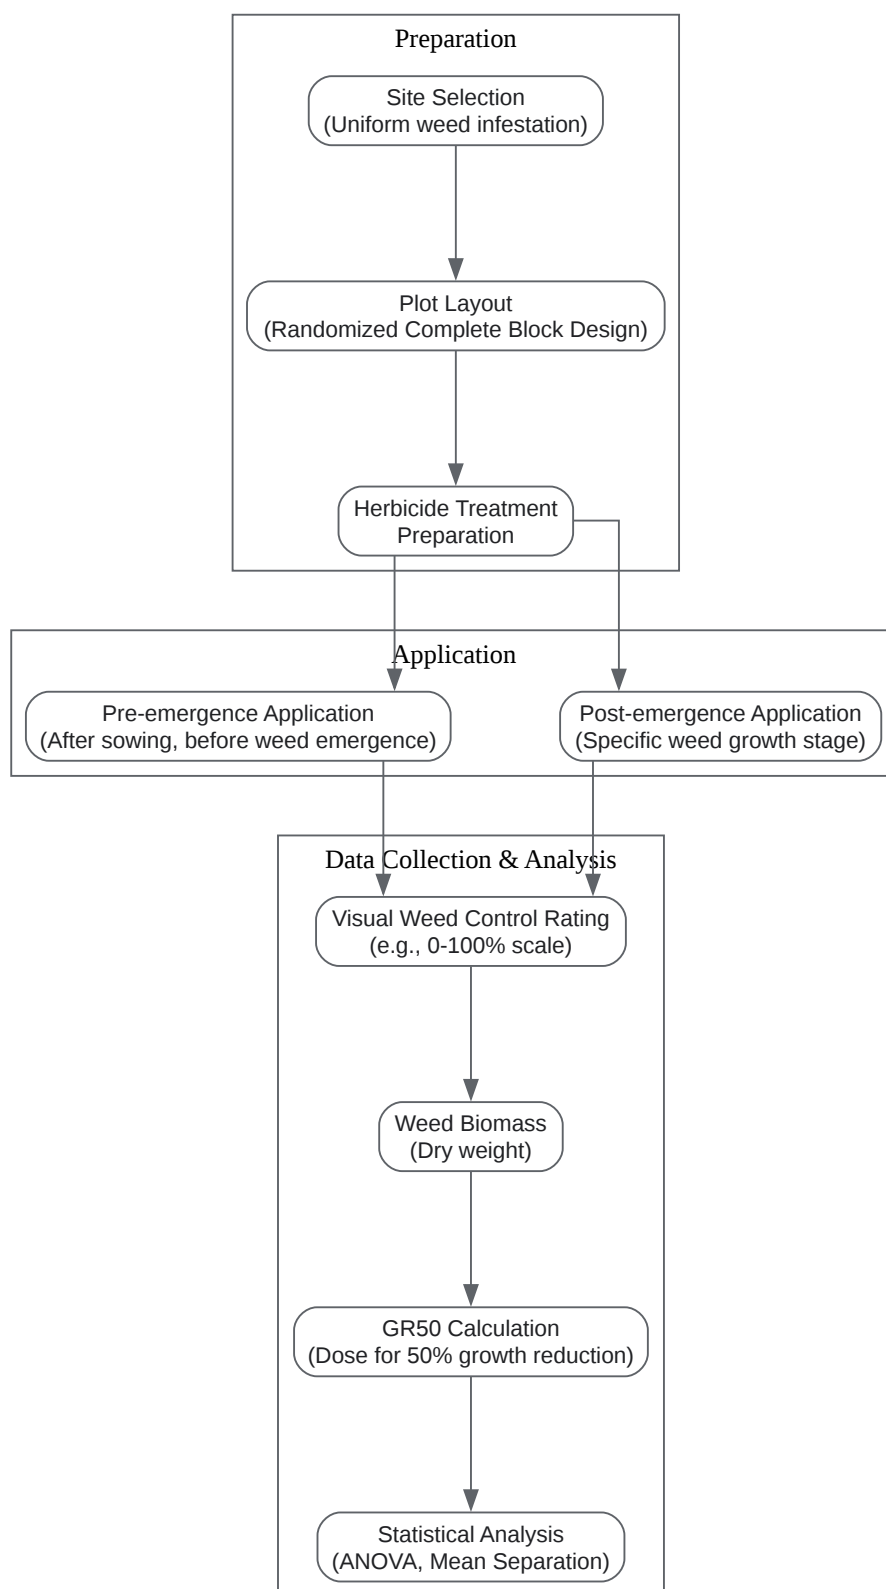 Preparation
Site Selection
(Uniform weed infestation)
Plot Layout
(Randomized Complete Block Design)
Herbicide Treatment
Preparation
Application
Pre-emergence Application
(After sowing, before weed emergence)
Post-emergence Application
(Specific weed growth stage)
Data Collection & Analysis
Visual Weed Control Rating
(e.g., 0-100% scale)
Weed Biomass
(Dry weight)
GR50 Calculation
(Dose for 50% growth reduction)
Statistical Analysis
(ANOVA, Mean Separation)